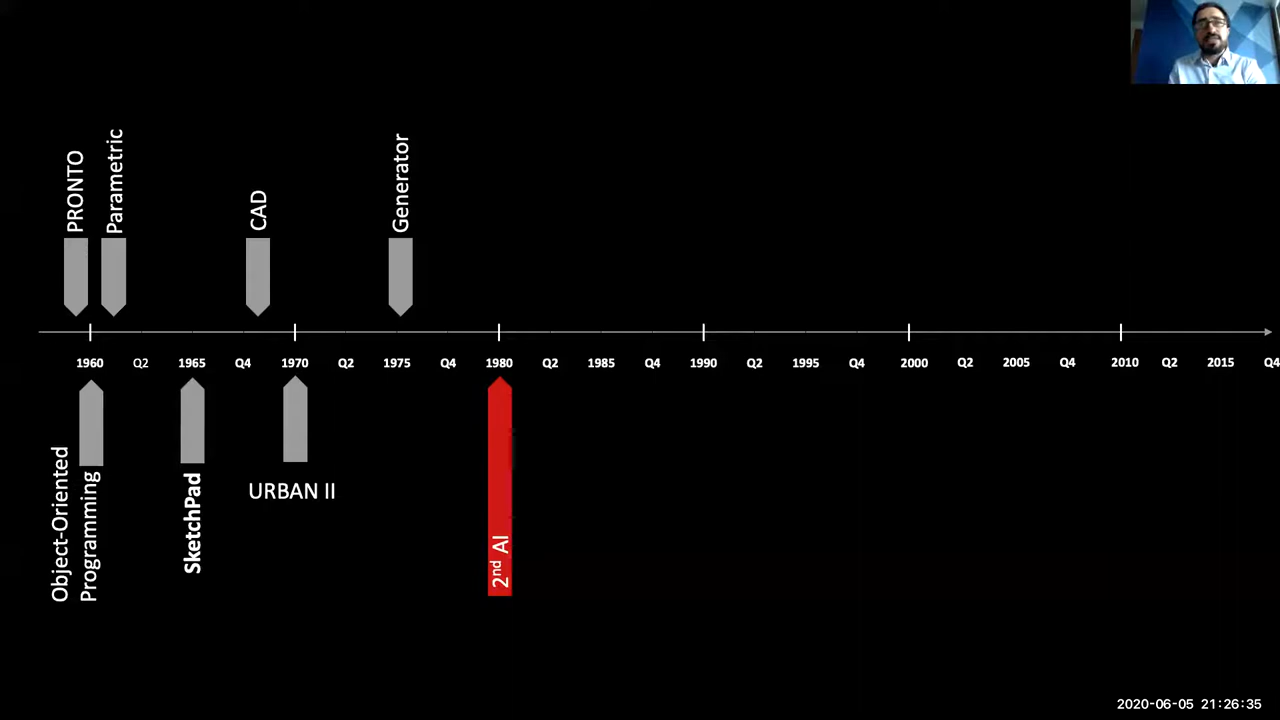 PRONTO
Parametric
CAD
Generator
1960 Q2 1965 Q4 1970 Q2 1975 Q4 1980 Q2 1985 Q4 1990 Q2 1995 Q4 2000 Q2 2005 Q4 2010 Q2 2015 Q4
Object-Oriented
Programming
SketchPad
URBAN II
2nd AI
2020-06-05 21:26:35